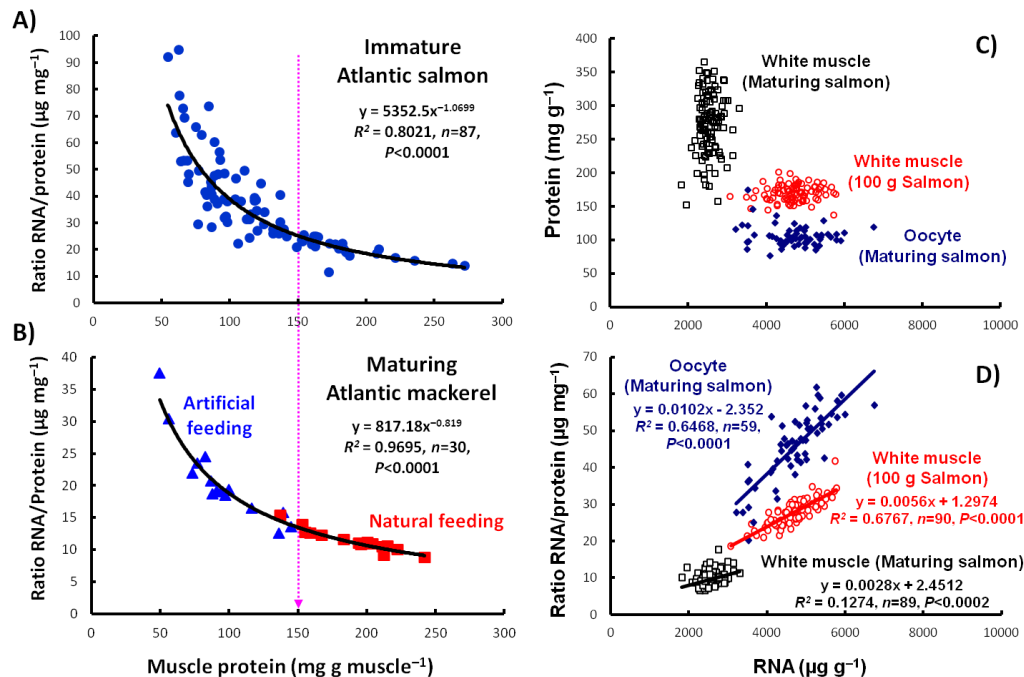 A)
Immature
Atlantic salmon
y = 5352.5x⁻¹·⁰⁶⁹⁹
R² = 0.8021, n=87,
P<0.0001
Ratio RNA/protein (µg mg⁻¹)
100
90
80
70
60
50
40
30
20
10
0
0 50 100 150 200 250 300
B)
Maturing
Atlantic mackerel
y = 817.18x⁻⁰·⁸¹⁹
R² = 0.9695, n=30,
P<0.0001
Artificial
feeding
Natural feeding
Ratio RNA/Protein (µg mg⁻¹)
40
35
30
25
20
15
10
5
0
0 50 100 150 200 250 300
Muscle protein (mg g muscle⁻¹)
C)
White muscle
(Maturing salmon)
White muscle
(100 g Salmon)
Oocyte
(Maturing salmon)
Protein (mg g⁻¹)
400
350
300
250
200
150
100
50
0
0 2000 4000 6000 8000 10000
D)
Oocyte
(Maturing salmon)
y = 0.0102x - 2.352
R² = 0.6468, n=59,
P<0.0001
White muscle
(100 g Salmon)
y = 0.0056x + 1.2974
R² = 0.6767, n=90, P<0.0001
White muscle (Maturing salmon)
y = 0.0028x + 2.4512
R² = 0.1274, n=89, P<0.0002
Ratio RNA/protein (µg mg⁻¹)
70
60
50
40
30
20
10
0
0 2000 4000 6000 8000 10000
RNA (µg g⁻¹)